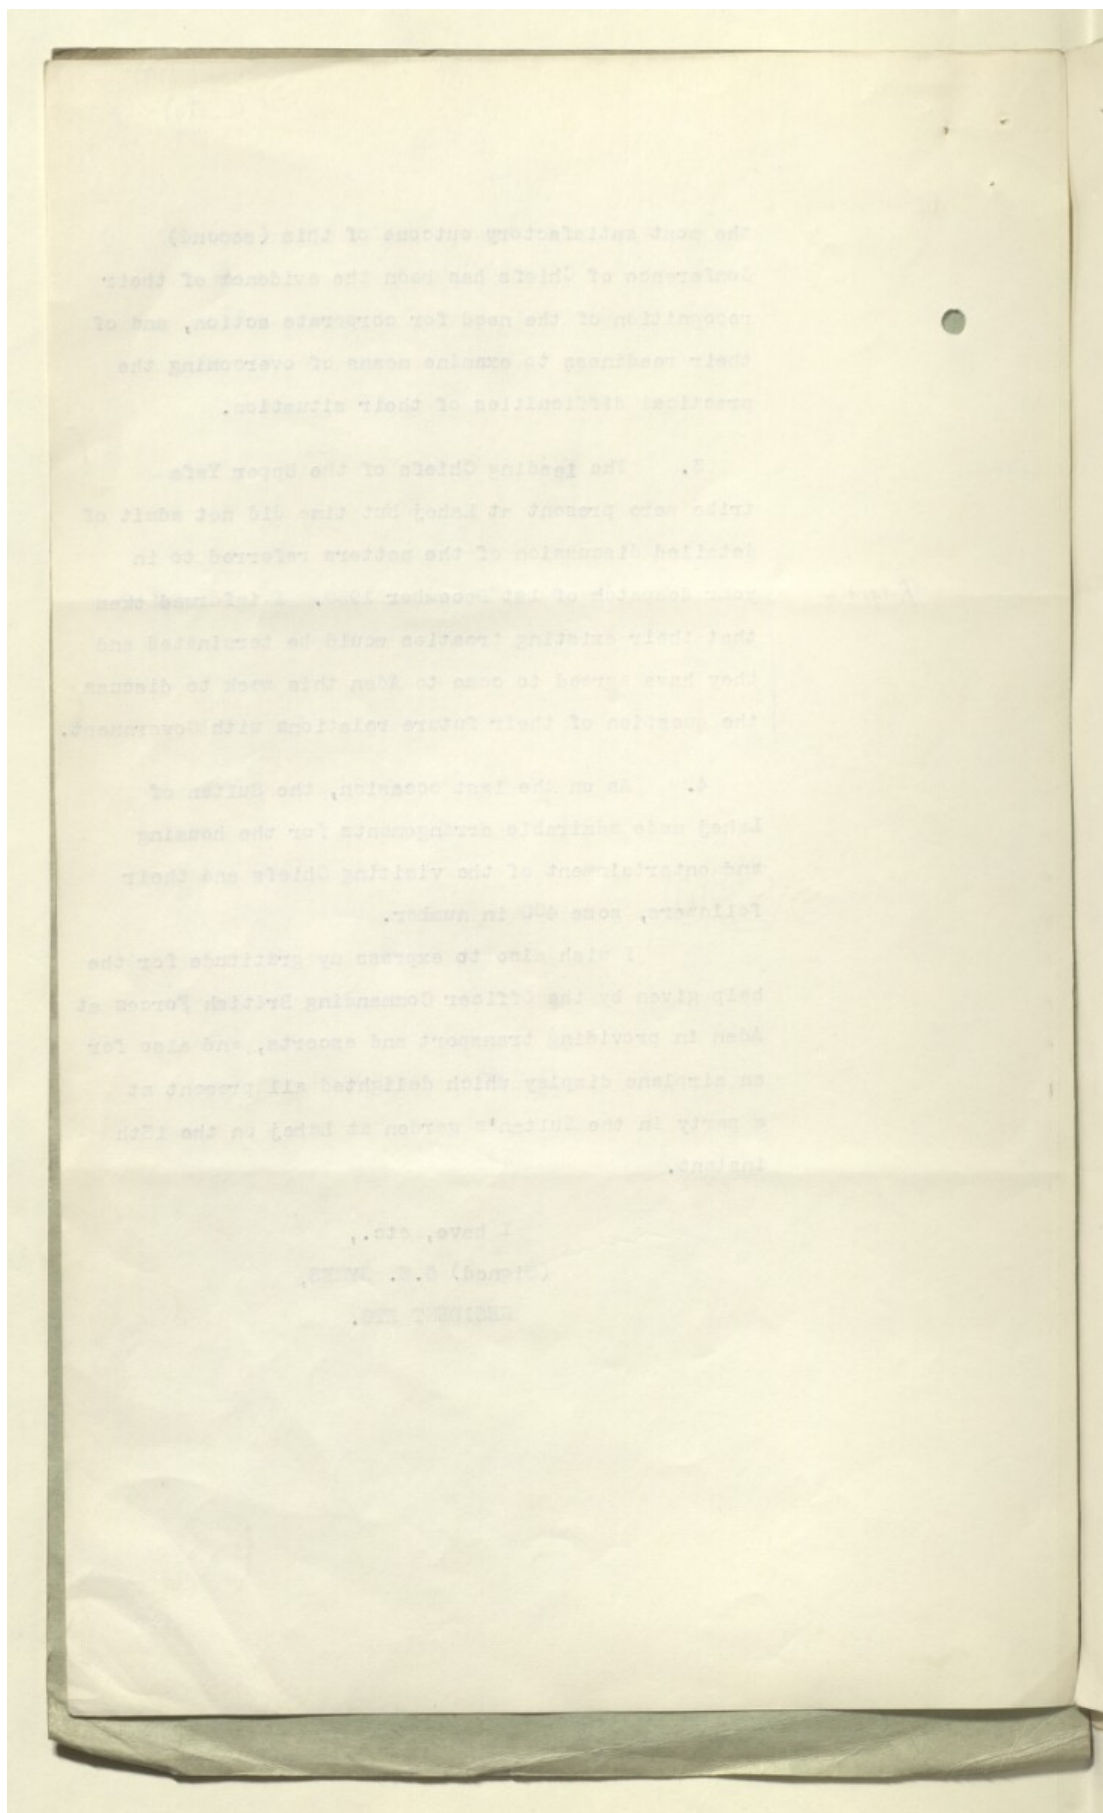 the most satisfactory outcome of this (second)
Conference of Chiefs has been the evidence of their
recognition of the need for corporate action, and of
their readiness to examine means of overcoming the
practical difficulties of their situation.
3. The leading Chiefs of the Upper Yafa
tribe were present at Lahej but time did not admit of
detailed discussion of the matters referred to in
your despatch of 1st December. I informed them
that their existing treaties would be terminated and
they have agreed to come to Aden this week to discuss
the question of their future relations with Government.
4. As on the last occasion, the Sultan of
Lahej made admirable arrangements for the housing
and entertainment of the visiting Chiefs and their
followers, some 400 in number.
I wish also to express my gratitude for the
help given by the Officer Commanding British Forces at
Aden in providing transport and escorts, and also for
an airplane display which delighted all present at
a party in the Sultan's garden at Lahej on the 15th
instant.
I have, etc.,
(Signed) G.S. SYMES,
RESIDENT ETC.